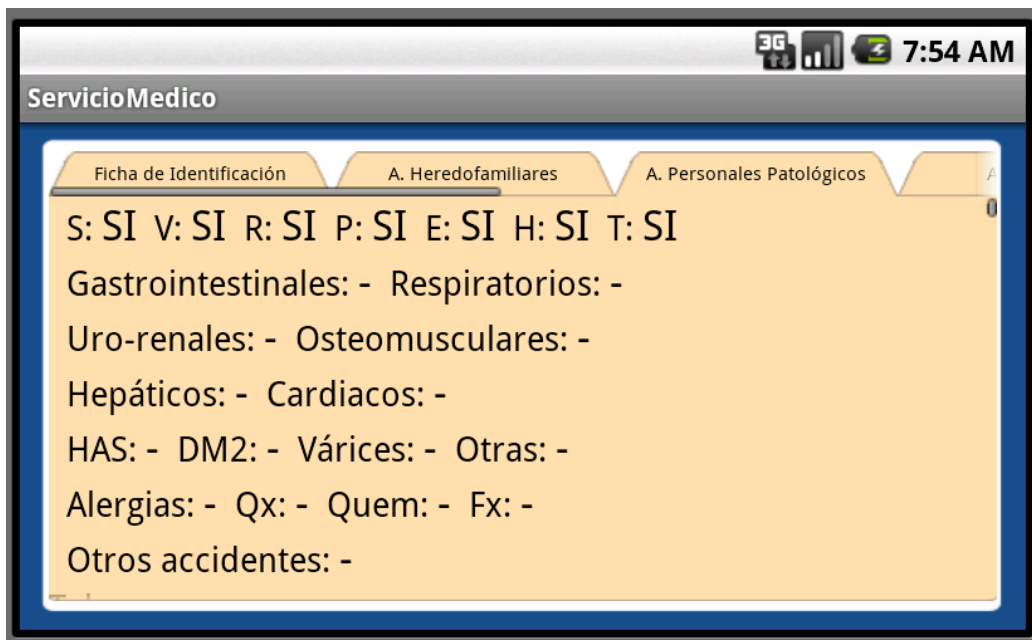 3G 7:54 AM
ServicioMedico
Ficha de Identificación A. Heredofamiliares A. Personales Patológicos A
S: SI V: SI R: SI P: SI E: SI H: SI T: SI
Gastrointestinales: - Respiratorios: -
Uro-renales: - Osteomusculares: -
Hepáticos: - Cardiacos: -
HAS: - DM2: - Várices: - Otras: -
Alergias: - Qx: - Quem: - Fx: -
Otros accidentes: -